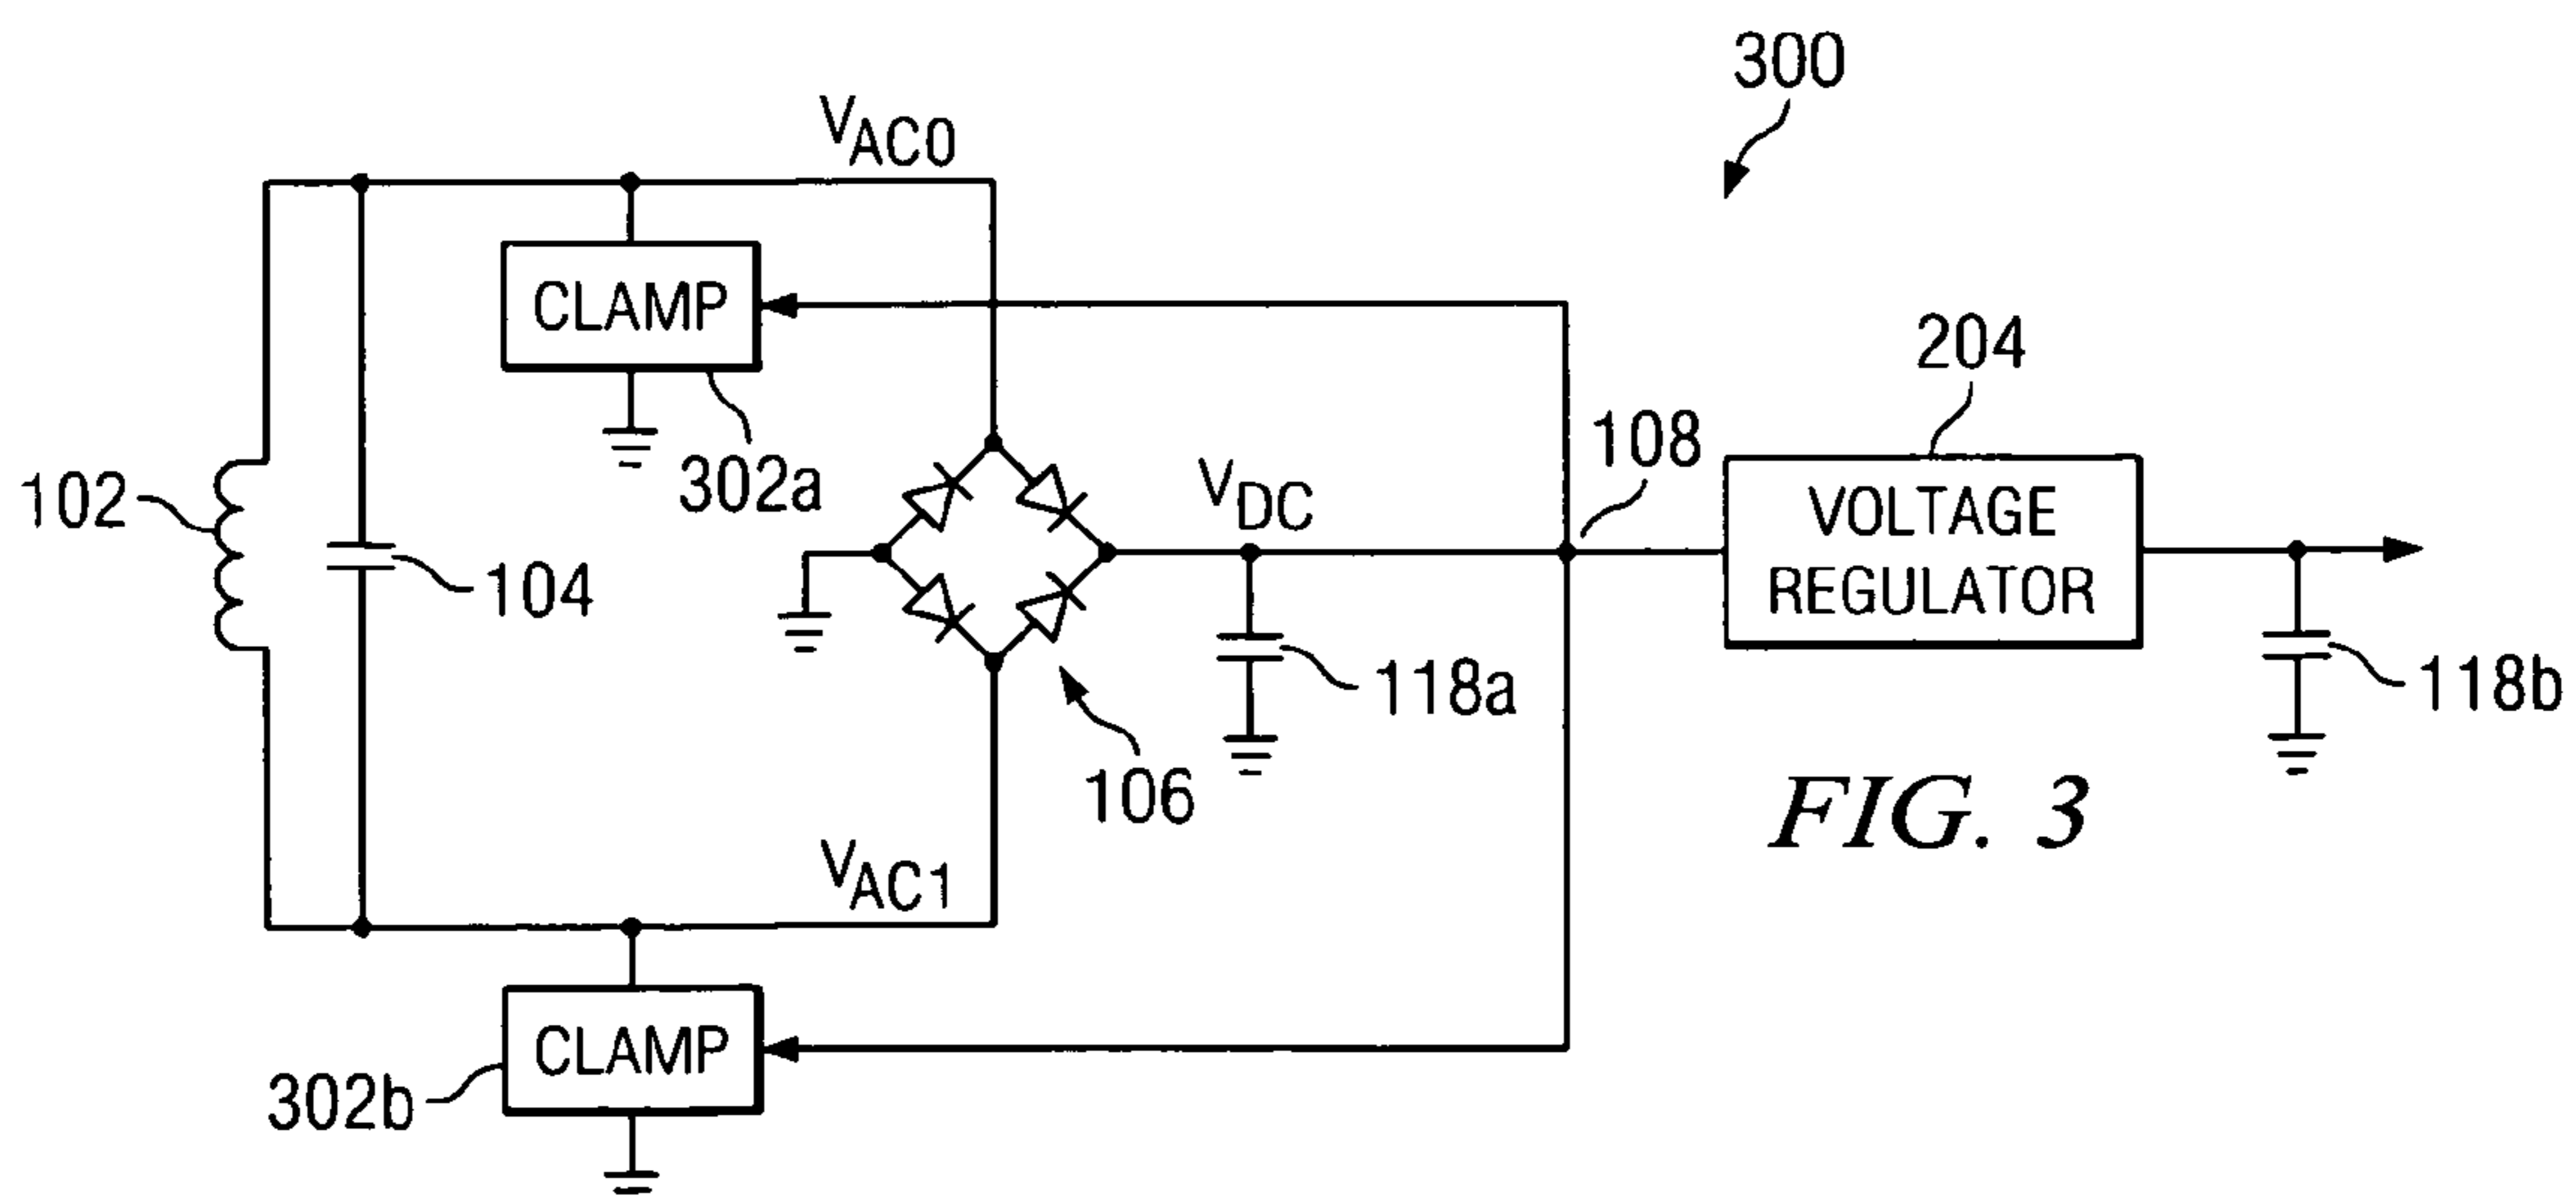 300
VAC0
CLAMP
302a
204
108
VOLTAGE
REGULATOR
102
104
VDC
118a
118b
106
FIG. 3
VAC1
CLAMP
302b